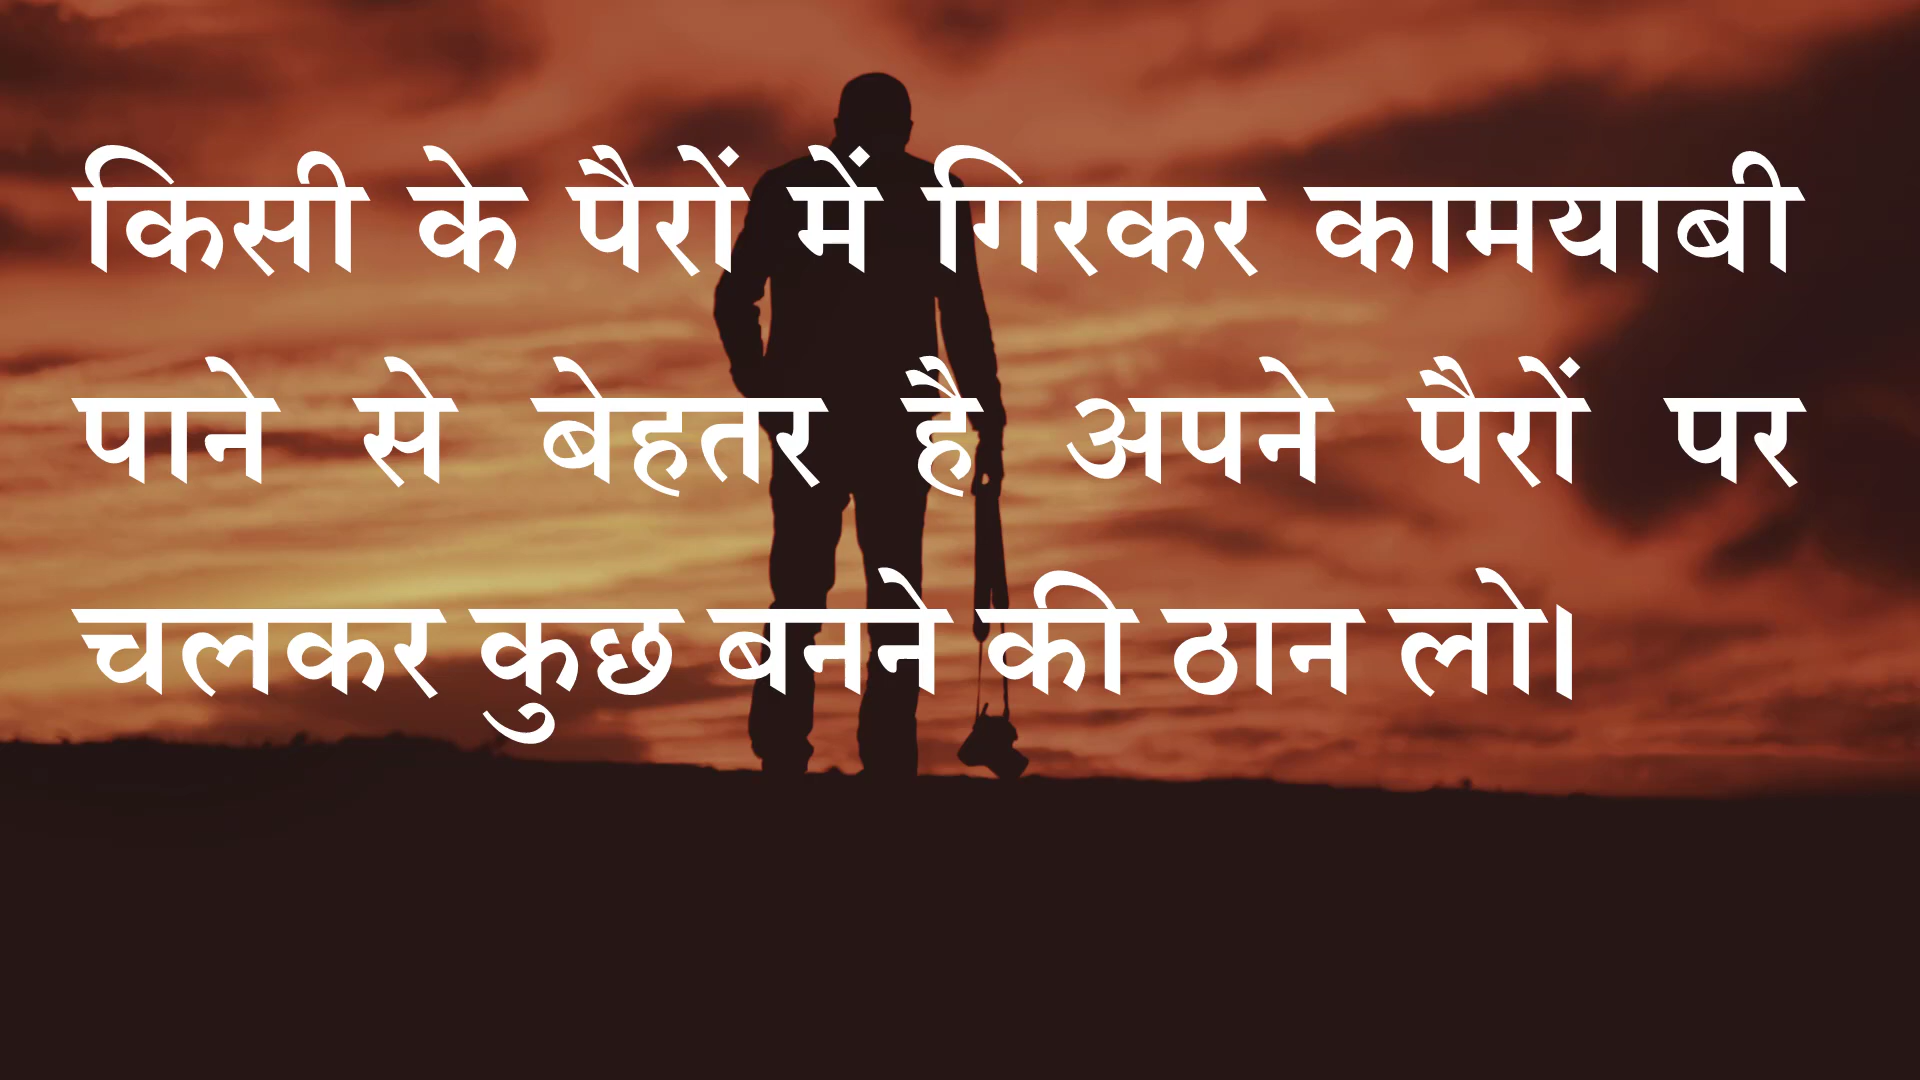 किसी के पैरों में गिरकर कामयाबी
पाने से बेहतर है अपने पैरों पर
चलकर कुछ बनने की ठान लो।